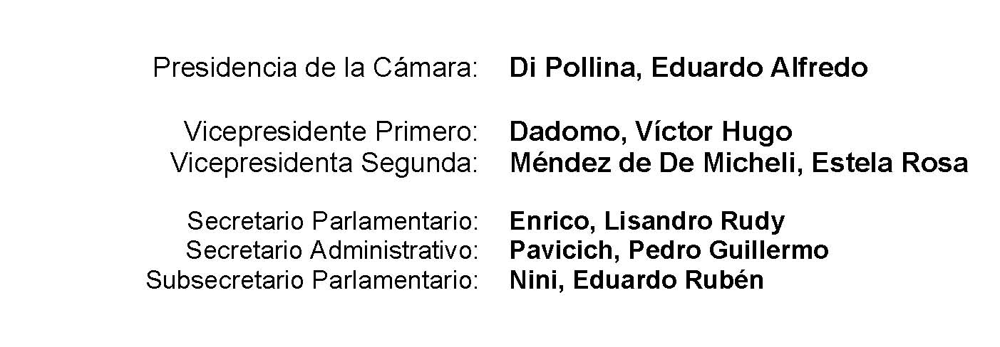 Presidencia de la Cámara: Di Pollina, Eduardo Alfredo
Vicepresidente Primero: Dadomo, Víctor Hugo
Vicepresidenta Segunda: Méndez de De Micheli, Estela Rosa
Secretario Parlamentario: Enrico, Lisandro Rudy
Secretario Administrativo: Pavicich, Pedro Guillermo
Subsecretario Parlamentario: Nini, Eduardo Rubén